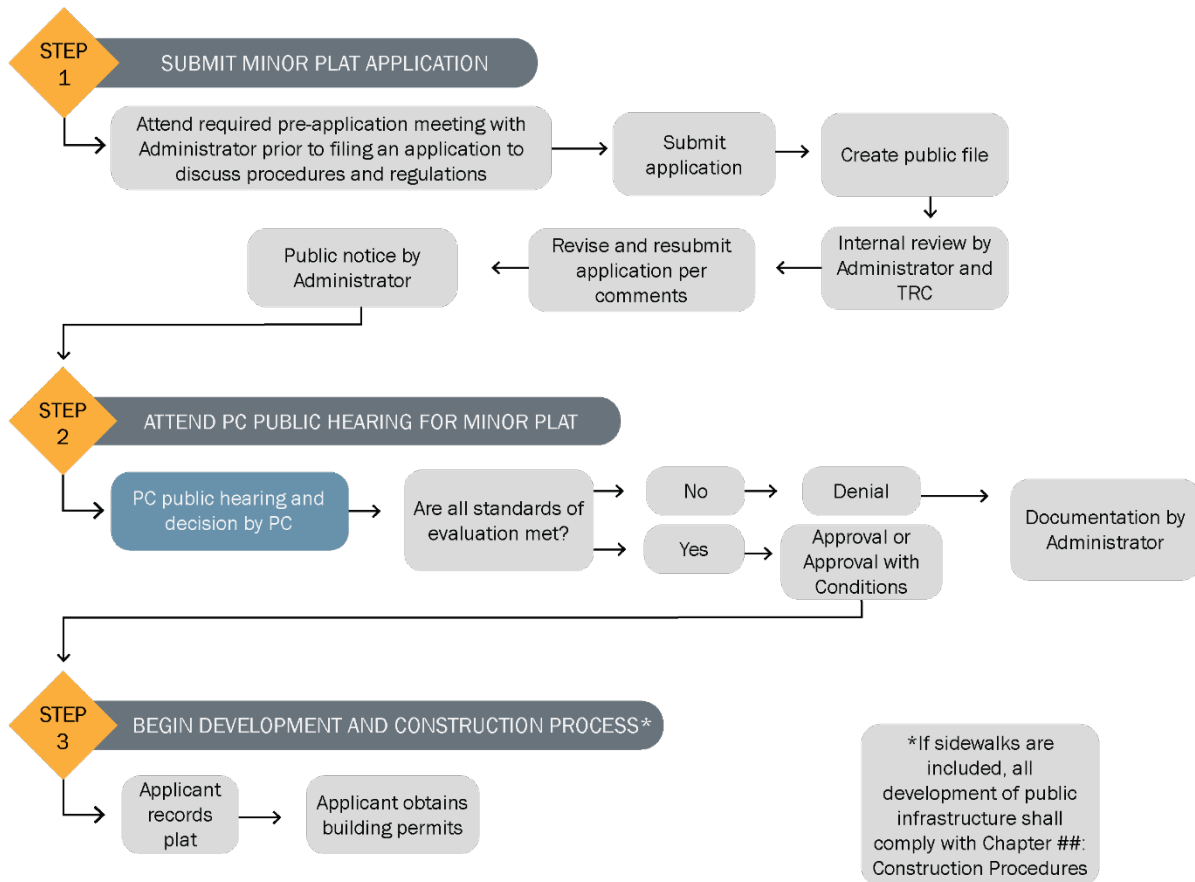 STEP
1
SUBMIT MINOR PLAT APPLICATION
Attend required pre-application meeting with
Administrator prior to filing an application to
discuss procedures and regulations
Submit
application
Create public file
Internal review by
Administrator and
TRC
Revise and resubmit
application per
comments
Public notice by
Administrator
STEP
2
ATTEND PC PUBLIC HEARING FOR MINOR PLAT
PC public hearing and
decision by PC
Are all standards of
evaluation met?
No
Denial
Yes
Approval or
Approval with
Conditions
Documentation by
Administrator
STEP
3
BEGIN DEVELOPMENT AND CONSTRUCTION PROCESS*
Applicant
records
plat
Applicant obtains
building permits
*If sidewalks are
included, all
development of public
infrastructure shall
comply with Chapter ##:
Construction Procedures